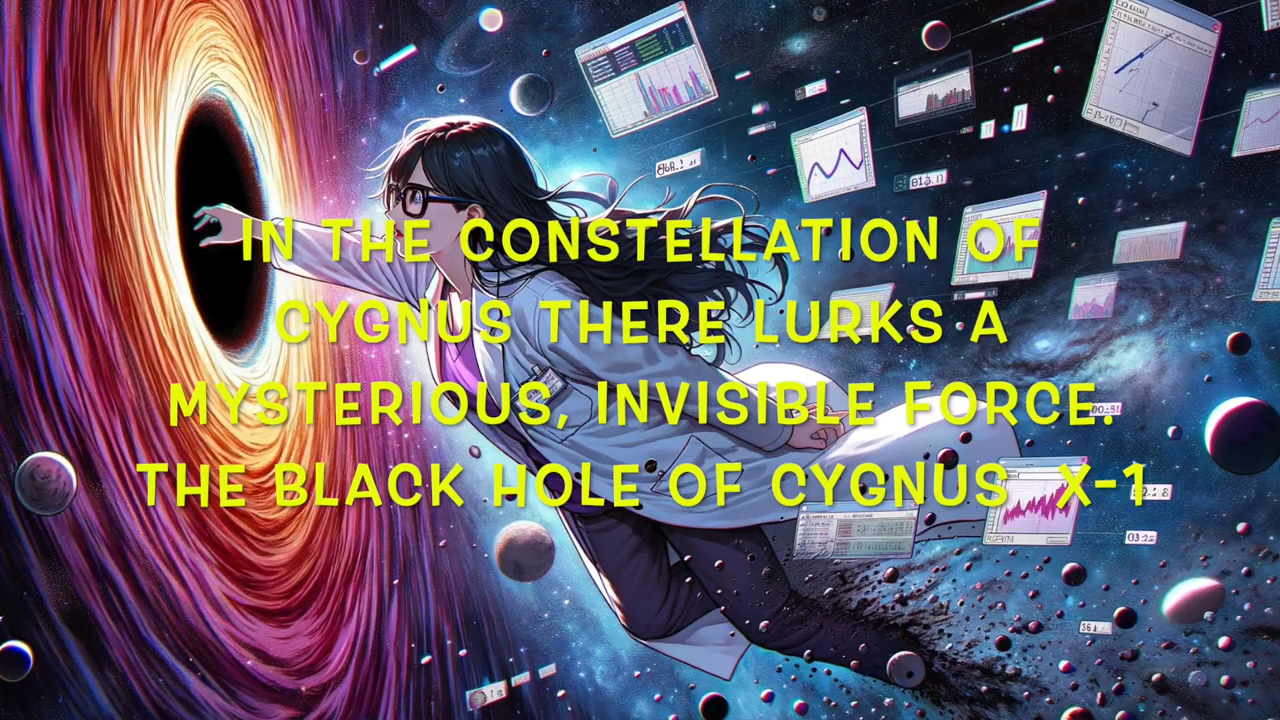 IN THE CONSTELLATION OF
CYGNUS THERE LURKS A
MYSTERIOUS, INVISIBLE FORCE.
THE BLACK HOLE OF CYGNUS X-1